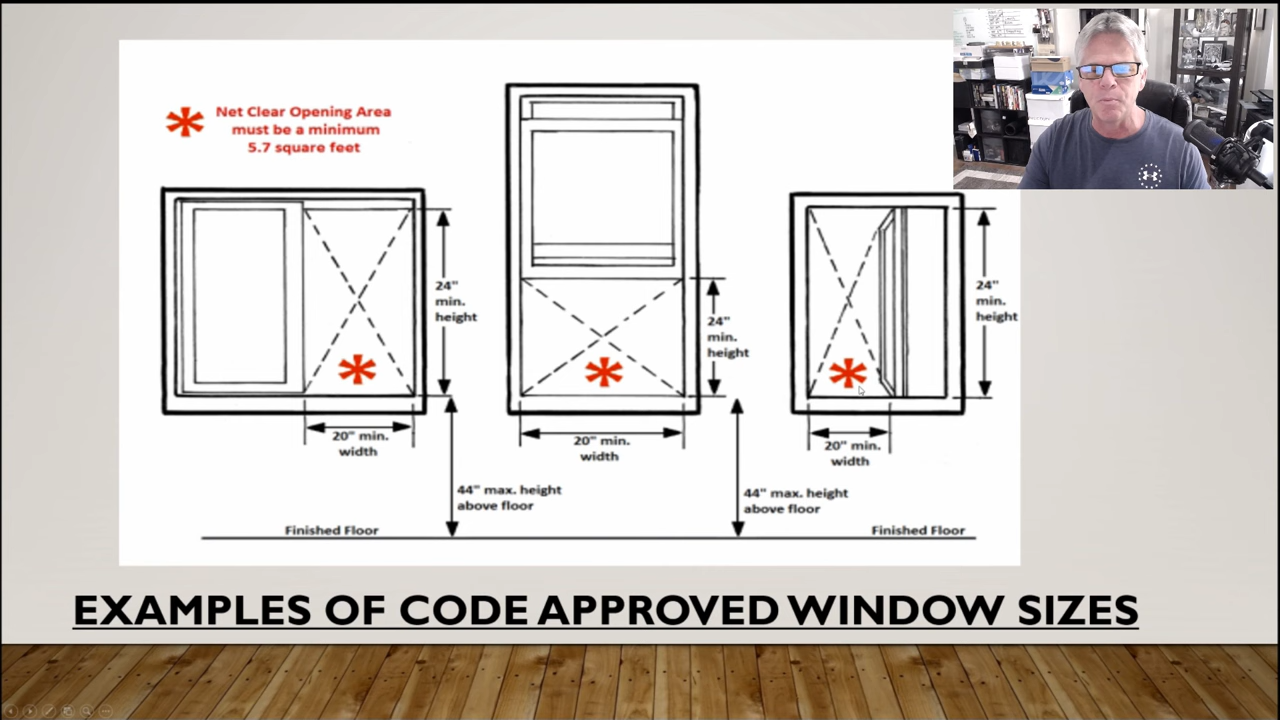 Net Clear Opening Area
must be a minimum
5.7 square feet
24"
min.
height
20" min.
width
44" max. height
above floor
24"
min.
height
20" min.
width
44" max. height
above floor
24"
min.
height
20" min.
width
Finished Floor
Finished Floor
EXAMPLES OF CODE APPROVED WINDOW SIZES